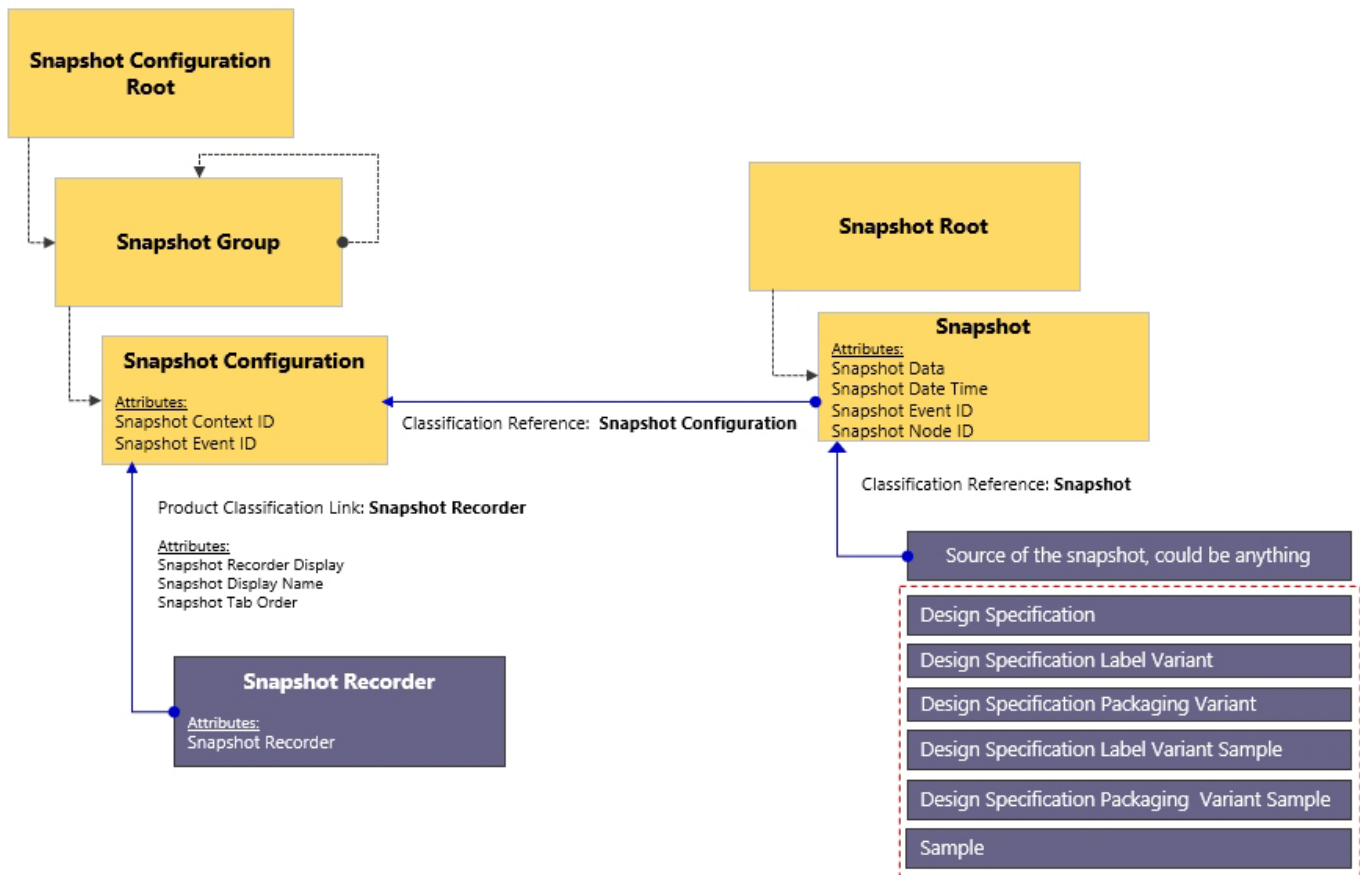 Snapshot Configuration
Root
Snapshot Group
Snapshot Configuration
Attributes:
Snapshot Context ID
Snapshot Event ID
Snapshot Root
Snapshot
Attributes:
Snapshot Data
Snapshot Date Time
Snapshot Event ID
Snapshot Node ID
Classification Reference: Snapshot Configuration
Classification Reference: Snapshot
Product Classification Link: Snapshot Recorder
Attributes:
Snapshot Recorder Display
Snapshot Display Name
Snapshot Tab Order
Snapshot Recorder
Attributes:
Snapshot Recorder
Source of the snapshot, could be anything
Design Specification
Design Specification Label Variant
Design Specification Packaging Variant
Design Specification Label Variant Sample
Design Specification Packaging Variant Sample
Sample